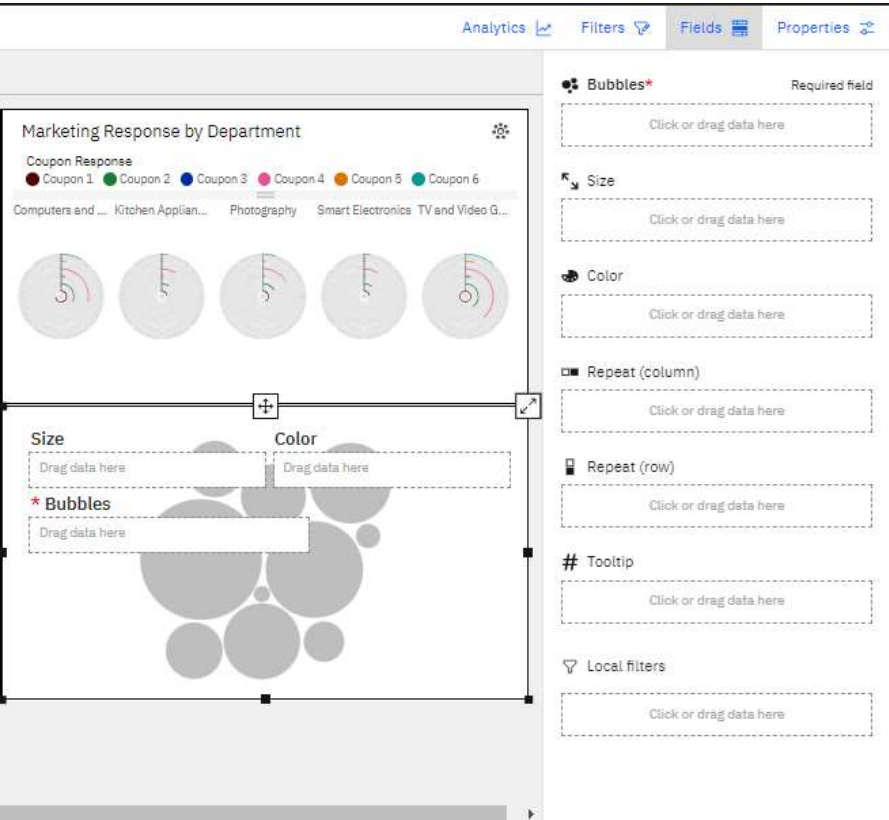 Analytics Filters Fields Properties
Marketing Response by Department
Coupon Response
Coupon 1 Coupon 2 Coupon 3 Coupon 4 Coupon 5 Coupon 6
Computers and ... Kitchen Applian... Photography Smart Electronics TV and Video G...
Size Color
Drag data here Drag data here
* Bubbles
Drag data here
Bubbles* Required field
Click or drag data here
Size
Click or drag data here
Color
Click or drag data here
Repeat (column)
Click or drag data here
Repeat (row)
Click or drag data here
# Tooltip
Click or drag data here
Local filters
Click or drag data here